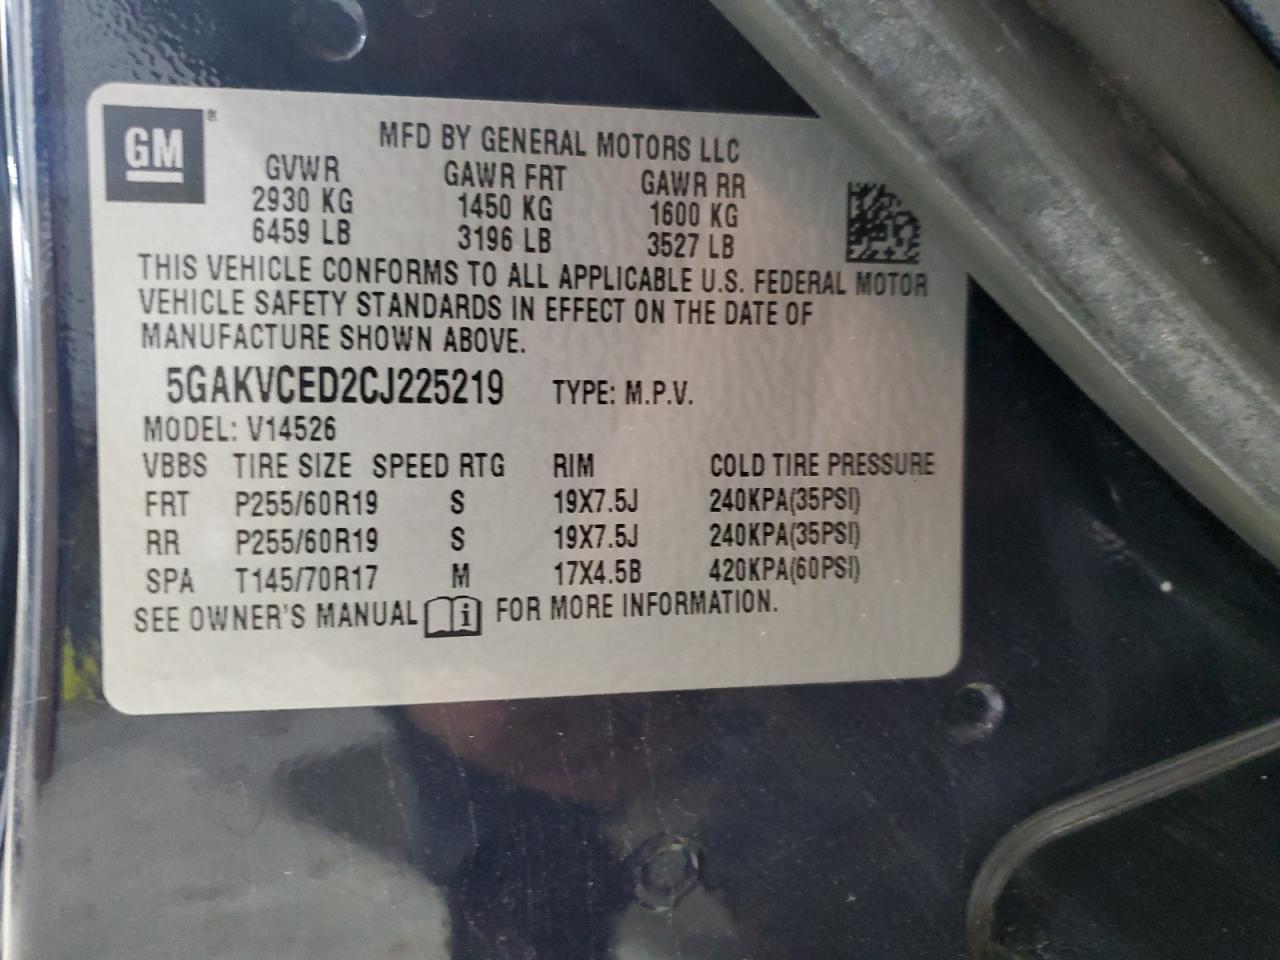 GM®
MFD BY GENERAL MOTORS LLC
GVWR GAWR FRT GAWR RR
2930 KG 1450 KG 1600 KG
6459 LB 3196 LB 3527 LB
THIS VEHICLE CONFORMS TO ALL APPLICABLE U.S. FEDERAL MOTOR
VEHICLE SAFETY STANDARDS IN EFFECT ON THE DATE OF
MANUFACTURE SHOWN ABOVE.
5GAKVCED2CJ225219 TYPE: M.P.V.
MODEL: V14526
VBBS TIRE SIZE SPEED RTG RIM COLD TIRE PRESSURE
FRT P255/60R19 S 19X7.5J 240KPA(35PSI)
RR P255/60R19 S 19X7.5J 240KPA(35PSI)
SPA T145/70R17 M 17X4.5B 420KPA(60PSI)
SEE OWNER'S MANUAL i FOR MORE INFORMATION.